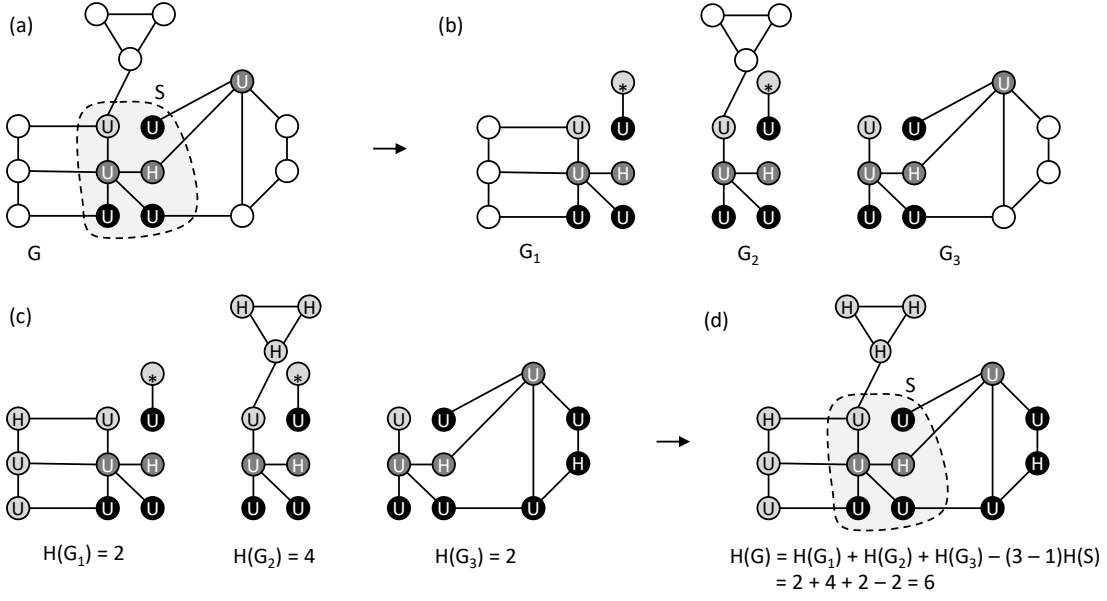 (a)
(b)
S
U
U U U
H
U H
U U
G
*
U U
U H
U U
G₁
*
U U
U H
U U
G₂
U
U U
U H
U U
G₃
(c)
(d)
H H
H
*
H U U
U U H
U U U
H(G₁) = 2
*
U U
U H
U U
H(G₂) = 4
U
U U U
U H H
U U U
H(G₃) = 2
H H
H
U
S
H U U U
U U H H
U U U U
H(G) = H(G₁) + H(G₂) + H(G₃) – (3 – 1)H(S)
= 2 + 4 + 2 – 2 = 6